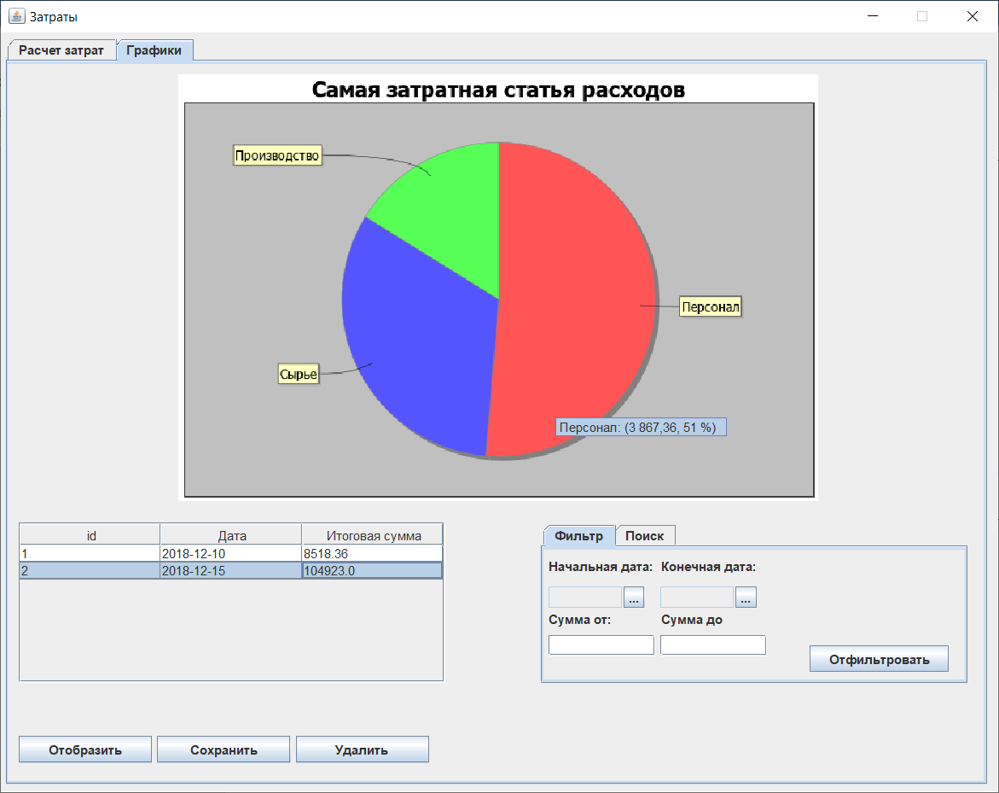 Затраты
Расчет затрат Графики
Самая затратная статья расходов
Производство
Персонал
Сырье
Персонал: (3 867,36, 51 %)
id Дата Итоговая сумма
1 2018-12-10 8518.36
2 2018-12-15 104923.0
Фильтр Поиск
Начальная дата: Конечная дата:
... ...
Сумма от: Сумма до
Отфильтровать
Отобразить Сохранить Удалить